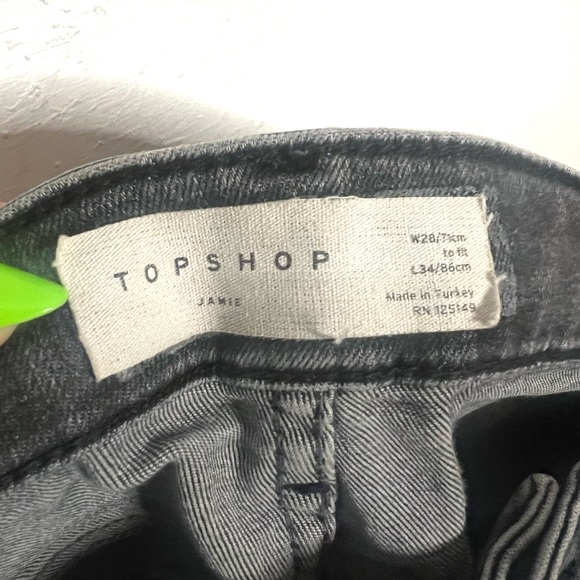 TOPSHOP
JAMIE
W28/71cm
to fit
L34/86cm
Made in Turkey
RN 125149